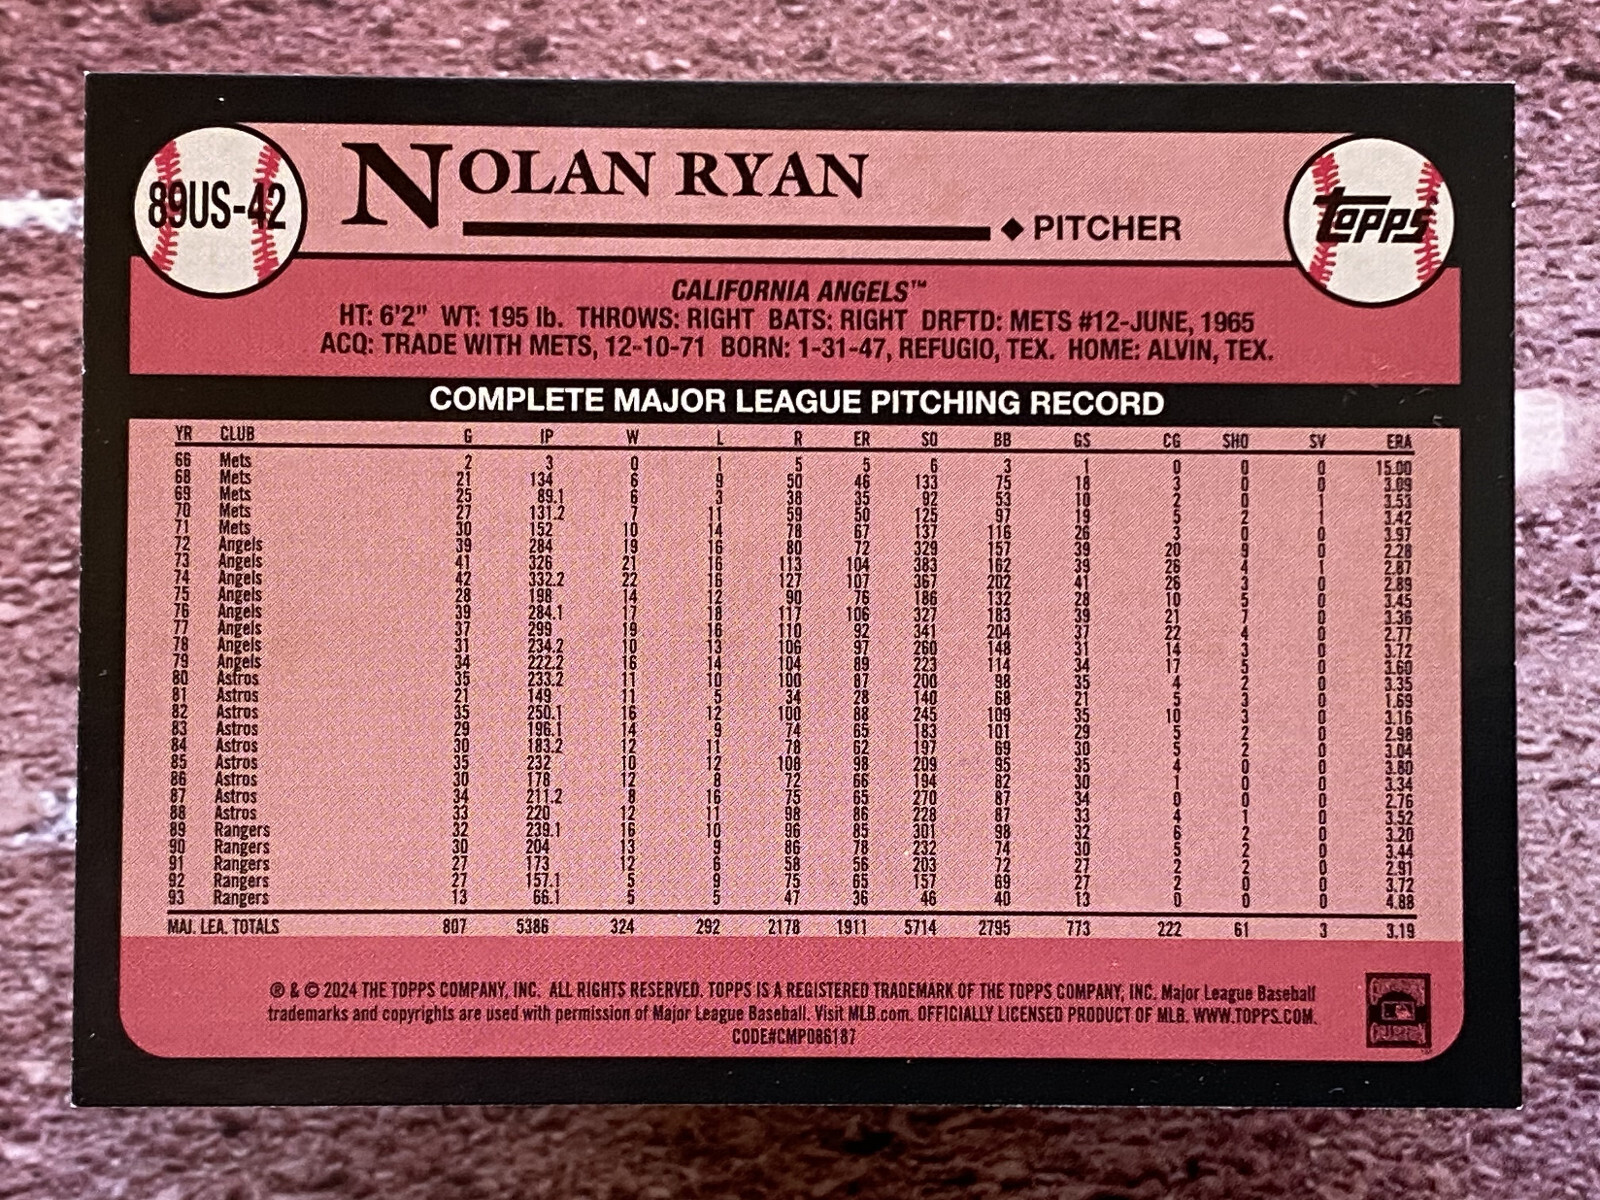 89US-42
NOLAN RYAN
◆ PITCHER
topps
CALIFORNIA ANGELS™
HT: 6'2" WT: 195 lb. THROWS: RIGHT BATS: RIGHT DRFTD: METS #12-JUNE, 1965
ACQ: TRADE WITH METS, 12-10-71 BORN: 1-31-47, REFUGIO, TEX. HOME: ALVIN, TEX.
COMPLETE MAJOR LEAGUE PITCHING RECORD
YR CLUB G IP W L R ER SO BB GS CG SHO SV ERA
66 Mets 2 3 0 1 5 5 6 3 1 0 0 0 15.00
68 Mets 21 134 6 9 50 46 133 75 18 3 0 0 3.09
69 Mets 25 89.1 6 3 38 35 92 53 10 2 0 1 3.53
70 Mets 27 131.2 7 11 59 50 125 97 19 5 2 1 3.42
71 Mets 30 152 10 14 78 67 137 116 26 3 0 0 3.97
72 Angels 39 284 19 16 80 72 329 157 39 20 9 0 2.28
73 Angels 41 326 21 16 113 104 383 162 39 26 4 1 2.87
74 Angels 42 332.2 22 16 127 107 367 202 41 26 3 0 2.89
75 Angels 28 198 14 12 90 76 186 132 28 10 5 0 3.45
76 Angels 39 284.1 17 18 117 106 327 183 39 21 7 0 3.36
77 Angels 37 299 19 16 110 92 341 204 37 22 4 0 2.77
78 Angels 31 234.2 10 13 106 97 260 148 31 14 3 0 3.72
79 Angels 34 222.2 16 14 104 89 223 114 34 17 5 0 3.60
80 Astros 35 233.2 11 10 100 87 200 98 35 4 2 0 3.35
81 Astros 21 149 11 5 34 28 140 68 21 5 3 0 1.69
82 Astros 35 250.1 16 12 100 88 245 109 35 10 3 0 3.16
83 Astros 29 196.1 14 9 74 65 183 101 29 5 2 0 2.98
84 Astros 30 183.2 12 11 78 62 197 69 30 5 2 0 3.04
85 Astros 35 232 10 12 108 98 209 95 35 4 0 0 3.80
86 Astros 30 178 12 8 72 66 194 82 30 1 0 0 3.34
87 Astros 34 211.2 8 16 75 65 270 87 34 0 0 0 2.76
88 Astros 33 220 12 11 98 86 228 87 33 4 1 0 3.52
89 Rangers 32 239.1 16 10 96 85 301 98 32 6 2 0 3.20
90 Rangers 30 204 13 9 86 78 232 74 30 5 2 0 3.44
91 Rangers 27 173 12 6 58 56 203 72 27 2 2 0 2.91
92 Rangers 27 157.1 5 9 75 65 157 69 27 2 0 0 3.72
93 Rangers 13 66.1 5 5 47 36 46 40 13 0 0 0 4.88
MAJ. LEA. TOTALS 807 5386 324 292 2178 1911 5714 2795 773 222 61 3 3.19
® & © 2024 THE TOPPS COMPANY, INC. ALL RIGHTS RESERVED. TOPPS IS A REGISTERED TRADEMARK OF THE TOPPS COMPANY, INC. Major League Baseball
trademarks and copyrights are used with permission of Major League Baseball. Visit MLB.com. OFFICIALLY LICENSED PRODUCT OF MLB. WWW.TOPPS.COM.
CODE#CMP086187